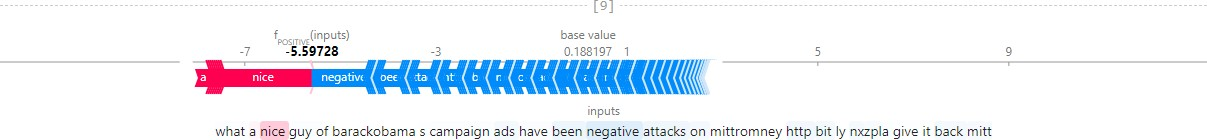 [9]
fPOSITIVE(inputs) base value
-7 -5.59728 -3 0.188197 1 5 9
a nice negative bee
inputs
what a nice guy of barackobama s campaign ads have been negative attacks on mittromney http bit ly nxzpla give it back mitt